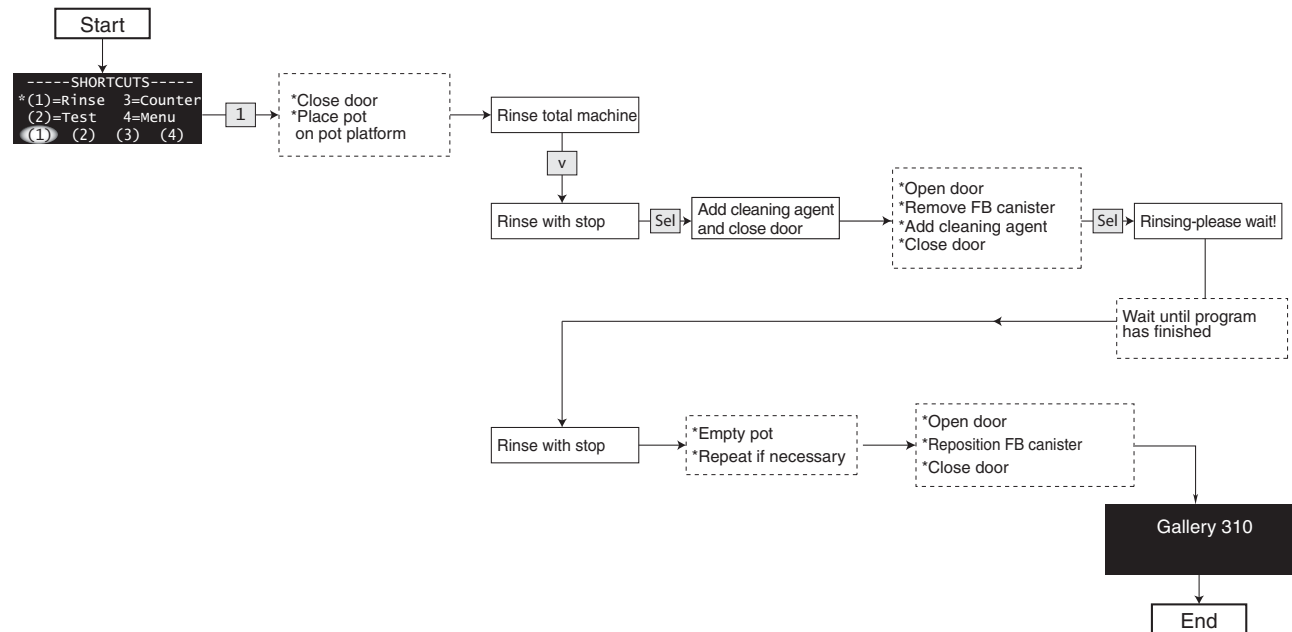 Start
-----SHORTCUTS-----
*(1)=Rinse 3=Counter
(2)=Test 4=Menu
(1) (2) (3) (4)
1
*Close door
*Place pot
on pot platform
Rinse total machine
v
Rinse with stop
Sel
Add cleaning agent
and close door
*Open door
*Remove FB canister
*Add cleaning agent
*Close door
Sel
Rinsing-please wait!
Wait until program
has finished
Rinse with stop
*Empty pot
*Repeat if necessary
*Open door
*Reposition FB canister
*Close door
Gallery 310
End